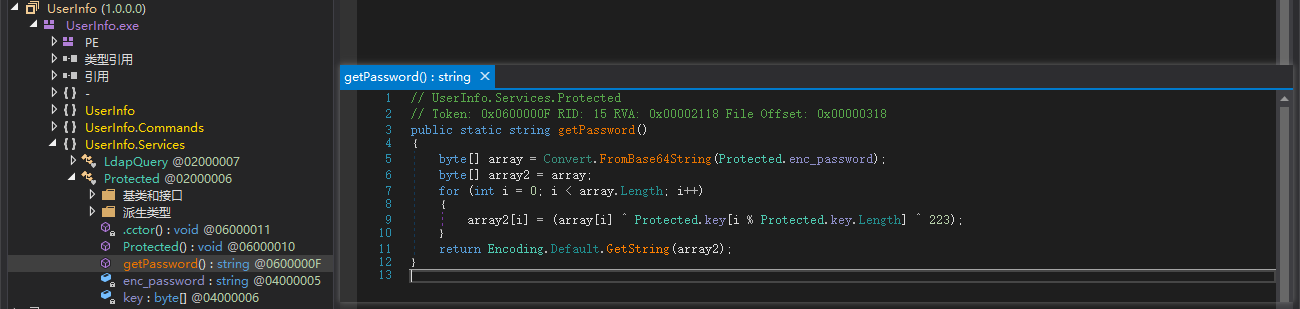 UserInfo (1.0.0.0)
UserInfo.exe
PE
类型引用
引用
{ } -
{ } UserInfo
{ } UserInfo.Commands
{ } UserInfo.Services
LdapQuery @02000007
Protected @02000006
基类和接口
派生类型
.cctor() : void @06000011
Protected() : void @06000010
getPassword() : string @0600000F
enc_password : string @04000005
key : byte[] @04000006
getPassword() : string ×
1 // UserInfo.Services.Protected
2 // Token: 0x0600000F RID: 15 RVA: 0x00002118 File Offset: 0x00000318
3 public static string getPassword()
4 {
5 byte[] array = Convert.FromBase64String(Protected.enc_password);
6 byte[] array2 = array;
7 for (int i = 0; i < array.Length; i++)
8 {
9 array2[i] = (array[i] ^ Protected.key[i % Protected.key.Length] ^ 223);
10 }
11 return Encoding.Default.GetString(array2);
12 }
13